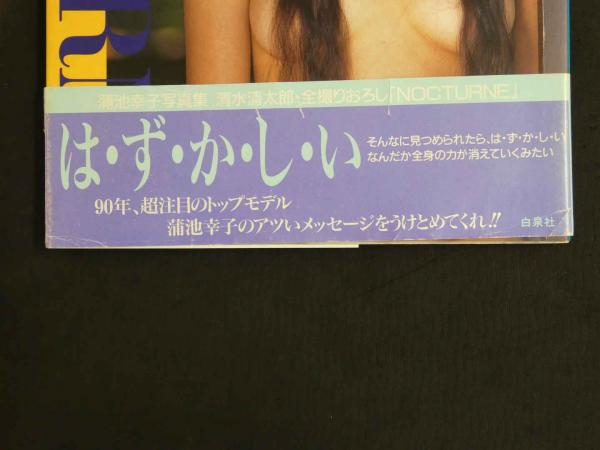 蒲池幸子写真集 清水清太郎・全撮りおろし「NOCTURNE」
は・ず・か・し・い
そんなに見つめられたら、は・ず・か・し・い
なんだか全身の力が消えていくみたい
90年、超注目のトップモデル
蒲池幸子のアツいメッセージをうけとめてくれ!!
白泉社